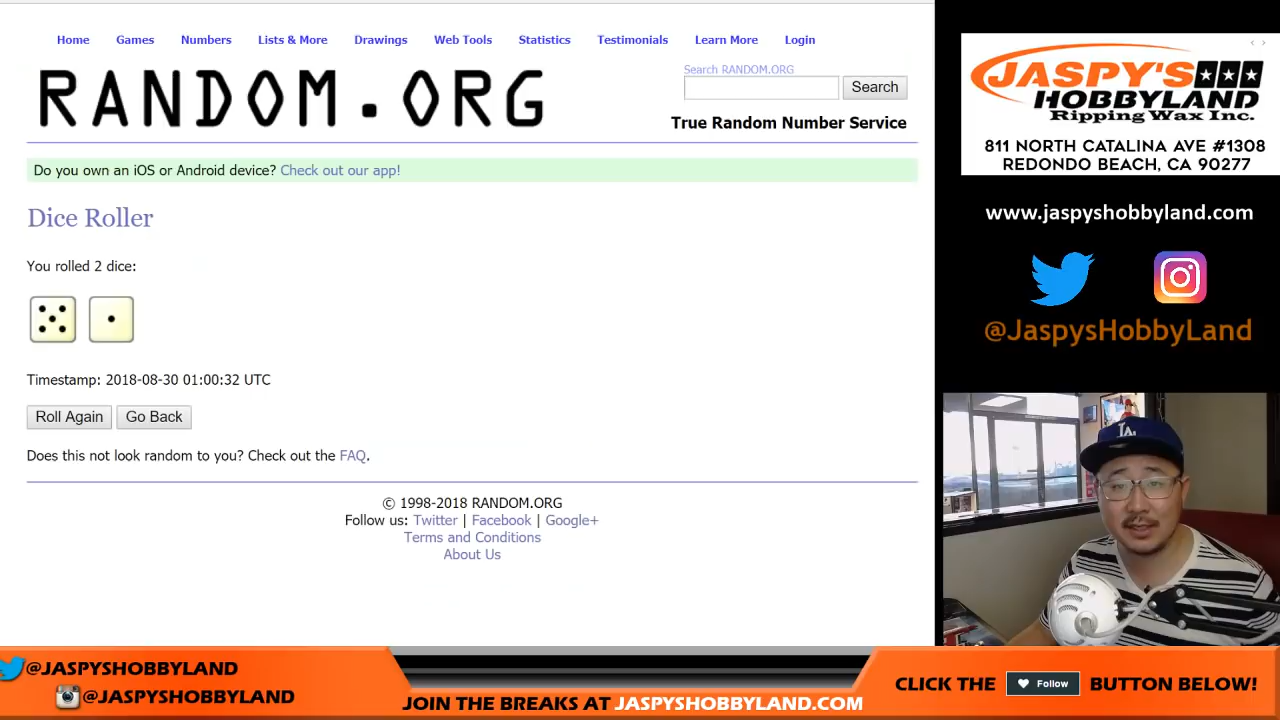 Home Games Numbers Lists & More Drawings Web Tools Statistics Testimonials Learn More Login
RANDOM.ORG
Search RANDOM.ORG
Search
True Random Number Service
Do you own an iOS or Android device? Check out our app!
Dice Roller
You rolled 2 dice:
Timestamp: 2018-08-30 01:00:32 UTC
Roll Again Go Back
Does this not look random to you? Check out the FAQ.
© 1998-2018 RANDOM.ORG
Follow us: Twitter | Facebook | Google+
Terms and Conditions
About Us
JASPY'S
HOBBYLAND
Ripping Wax Inc.
811 NORTH CATALINA AVE #1308
REDONDO BEACH, CA 90277
www.jaspyshobbyland.com
@JaspysHobbyLand
LA
@JASPYSHOBBYLAND
@JASPYSHOBBYLAND
JOIN THE BREAKS AT JASPYSHOBBYLAND.COM
CLICK THE Follow BUTTON BELOW!